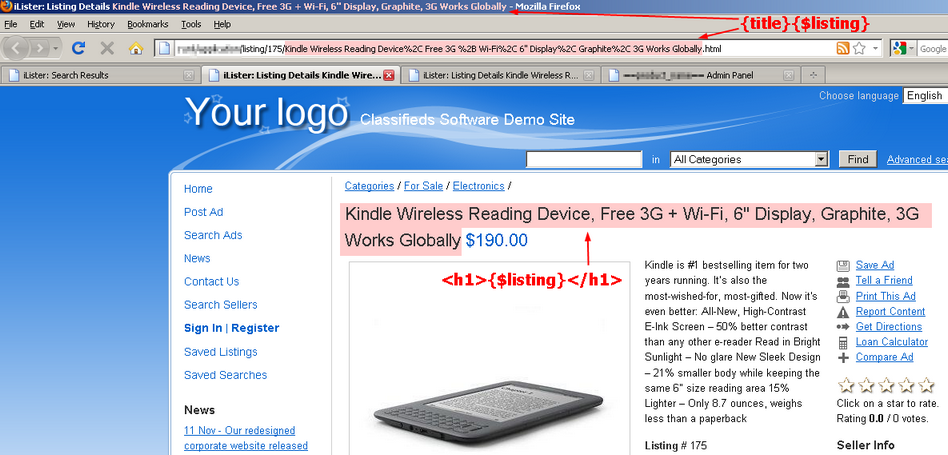 iLister: Listing Details Kindle Wireless Reading Device, Free 3G + Wi-Fi, 6" Display, Graphite, 3G Works Globally - Mozilla Firefox
{title}{$listing}
File Edit View History Bookmarks Tools Help
/listing/175/Kindle Wireless Reading Device%2C Free 3G %2B Wi-Fi%2C 6" Display%2C Graphite%2C 3G Works Globally.html
Google
iLister: Search Results
iLister: Listing Details Kindle Wire...
iLister: Listing Details Kindle Wireless R...
Admin Panel
Choose language English
Your logo Classifieds Software Demo Site
in All Categories Find Advanced sea
Home
Post Ad
Search Ads
News
Contact Us
Search Sellers
Sign In | Register
Saved Listings
Saved Searches
News
11 Nov - Our redesigned
corporate website released
Categories / For Sale / Electronics /
Kindle Wireless Reading Device, Free 3G + Wi-Fi, 6" Display, Graphite, 3G
Works Globally $190.00
<h1>{$listing}</h1>
Kindle is #1 bestselling item for two
years running. It's also the
most-wished-for, most-gifted. Now it's
even better: All-New, High-Contrast
E-Ink Screen – 50% better contrast
than any other e-reader Read in Bright
Sunlight – No glare New Sleek Design
– 21% smaller body while keeping the
same 6" size reading area 15%
Lighter – Only 8.7 ounces, weighs
less than a paperback
Listing # 175
Save Ad
Tell a Friend
Print This Ad
Report Content
Get Directions
Loan Calculator
Compare Ad
Click on a star to rate.
Rating 0.0 / 0 votes.
Seller Info